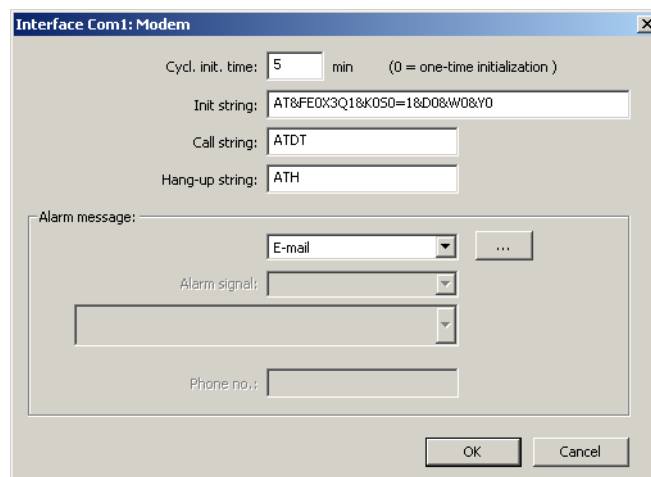 Interface Com1: Modem
Cycl. init. time: 5 min (0 = one-time initialization )
Init string: AT&FE0X3Q1&K0S0=1&D0&W0&Y0
Call string: ATDT
Hang-up string: ATH
Alarm message:
E-mail ...
Alarm signal:
Phone no.:
OK Cancel